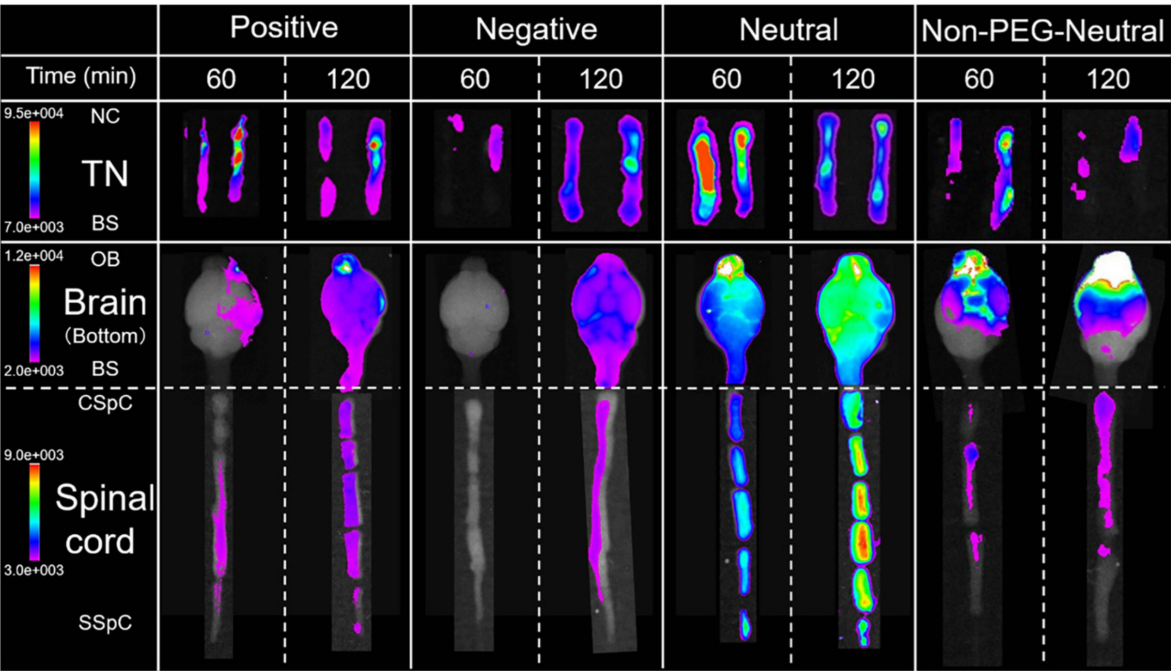 Positive Negative Neutral Non-PEG-Neutral
Time (min) 60 120 60 120 60 120 60 120
9.5e+004
NC
TN
BS
7.0e+003
1.2e+004
OB
Brain
(Bottom)
BS
2.0e+003
CSpC
9.0e+003
Spinal
cord
3.0e+003
SSpC